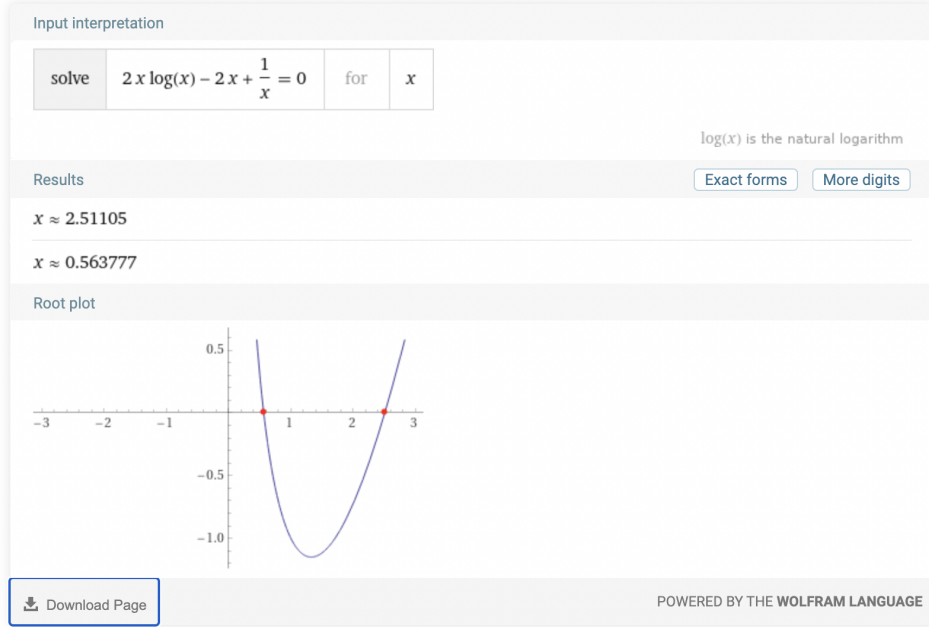 Input interpretation
solve 2 x log(x) − 2 x + 1/x = 0 for x
log(x) is the natural logarithm
Results Exact forms More digits
x ≈ 2.51105
x ≈ 0.563777
Root plot
0.5
−3 −2 −1 1 2 3
−0.5
−1.0
Download Page POWERED BY THE WOLFRAM LANGUAGE